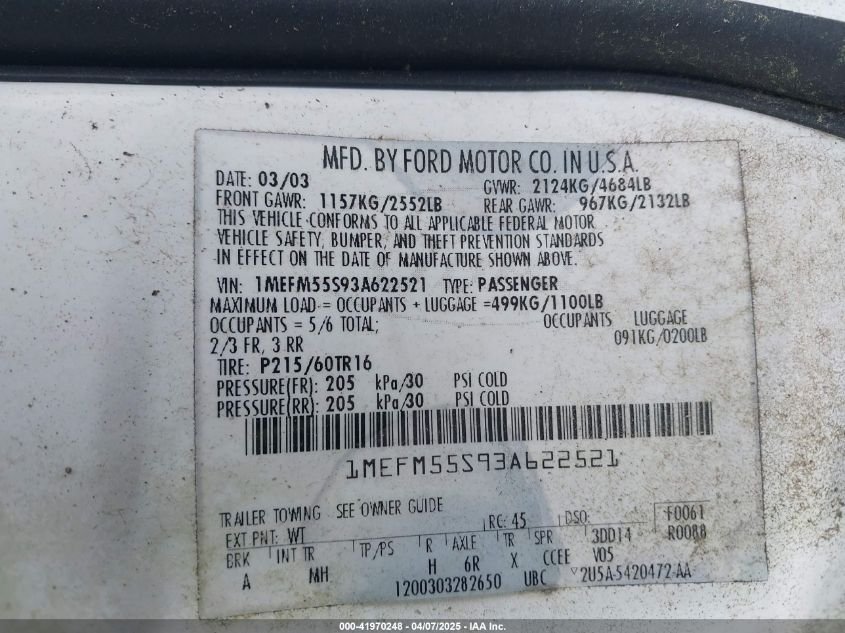 MFD. BY FORD MOTOR CO. IN U.S.A.
DATE: 03/03 GVWR: 2124KG/4684LB
FRONT GAWR: 1157KG/2552LB REAR GAWR: 967KG/2132LB
THIS VEHICLE CONFORMS TO ALL APPLICABLE FEDERAL MOTOR
VEHICLE SAFETY, BUMPER, AND THEFT PREVENTION STANDARDS
IN EFFECT ON THE DATE OF MANUFACTURE SHOWN ABOVE.
VIN: 1MEFM55S93A622521 TYPE: PASSENGER
MAXIMUM LOAD = OCCUPANTS + LUGGAGE =499KG/1100LB
OCCUPANTS = 5/6 TOTAL; OCCUPANTS LUGGAGE
2/3 FR, 3 RR 091KG/0200LB
TIRE: P215/60TR16
PRESSURE(FR): 205 kPa/30 PSI COLD
PRESSURE(RR): 205 kPa/30 PSI COLD
1MEFM55S93A622521
TRAILER TOWING SEE OWNER GUIDE
EXT PNT: WT RC: 45 DSO: F0061
BRK INT TR TP/PS R AXLE TR SPR 3DD14 R0088
A MH H 6R X CCEE V05
1200303282650 UBC 2U5A-5420472-AA
000-41970248 - 04/07/2025 - IAA Inc.